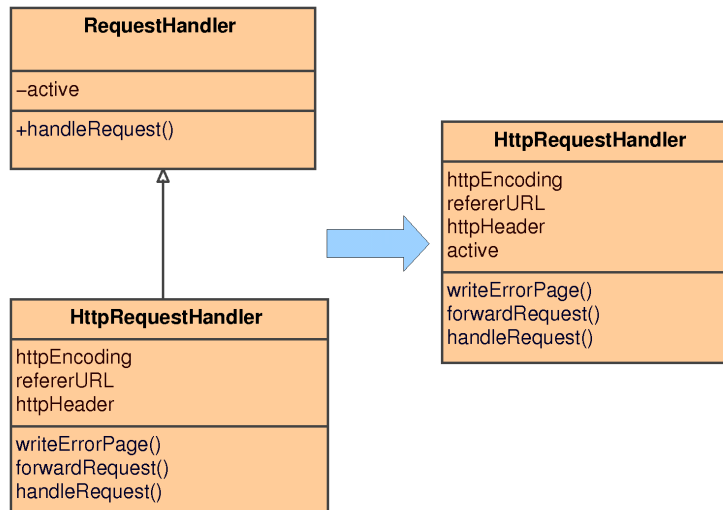 RequestHandler
−active
+handleRequest()
HttpRequestHandler
httpEncoding
refererURL
httpHeader
writeErrorPage()
forwardRequest()
handleRequest()
HttpRequestHandler
httpEncoding
refererURL
httpHeader
active
writeErrorPage()
forwardRequest()
handleRequest()